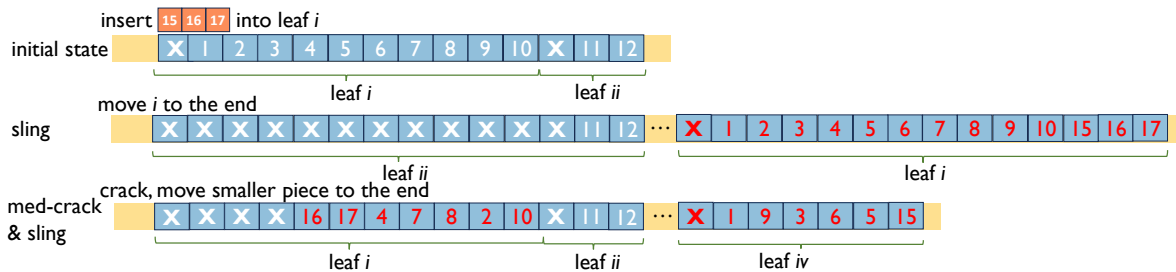 insert 15 16 17 into leaf i
initial state X 1 2 3 4 5 6 7 8 9 10 X 11 12
leaf i leaf ii
move i to the end
sling X X X X X X X X X X X X 11 12 ... X 1 2 3 4 5 6 7 8 9 10 15 16 17
leaf ii leaf i
crack, move smaller piece to the end
med-crack & sling X X X X 16 17 4 7 8 2 10 X 11 12 ... X 1 9 3 6 5 15
leaf i leaf ii leaf iv